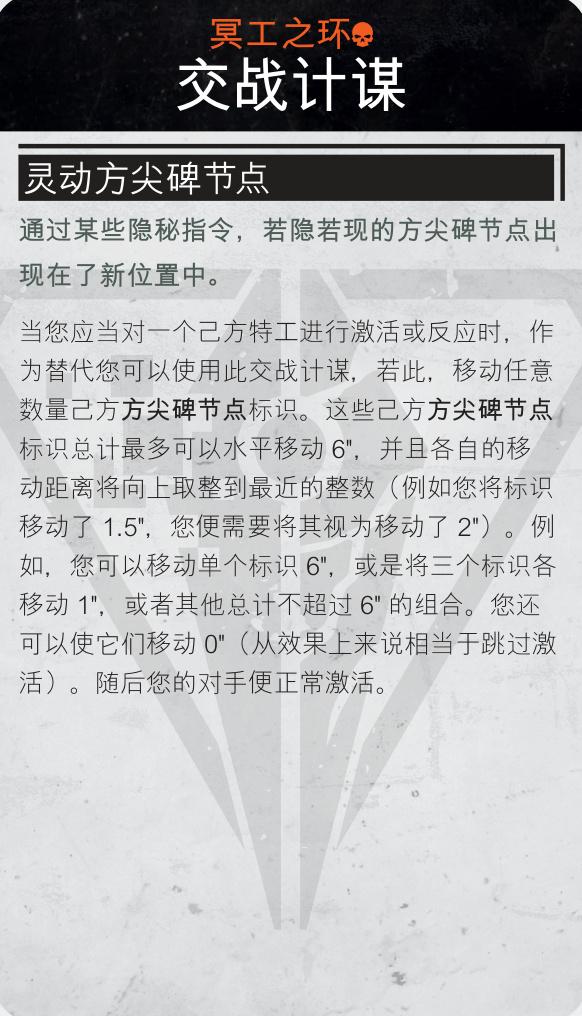 冥工之环
交战计谋
灵动方尖碑节点
通过某些隐秘指令，若隐若现的方尖碑节点出
现在了新位置中。
当您应当对一个己方特工进行激活或反应时，作
为替代您可以使用此交战计谋，若此，移动任意
数量己方方尖碑节点标识。这些己方方尖碑节点
标识总计最多可以水平移动 6"，并且各自的移
动距离将向上取整到最近的整数（例如您将标识
移动了 1.5"，您便需要将其视为移动了 2"）。例
如，您可以移动单个标识 6"，或是将三个标识各
移动 1"，或者其他总计不超过 6" 的组合。您还
可以使它们移动 0"（从效果上来说相当于跳过激
活）。随后您的对手便正常激活。